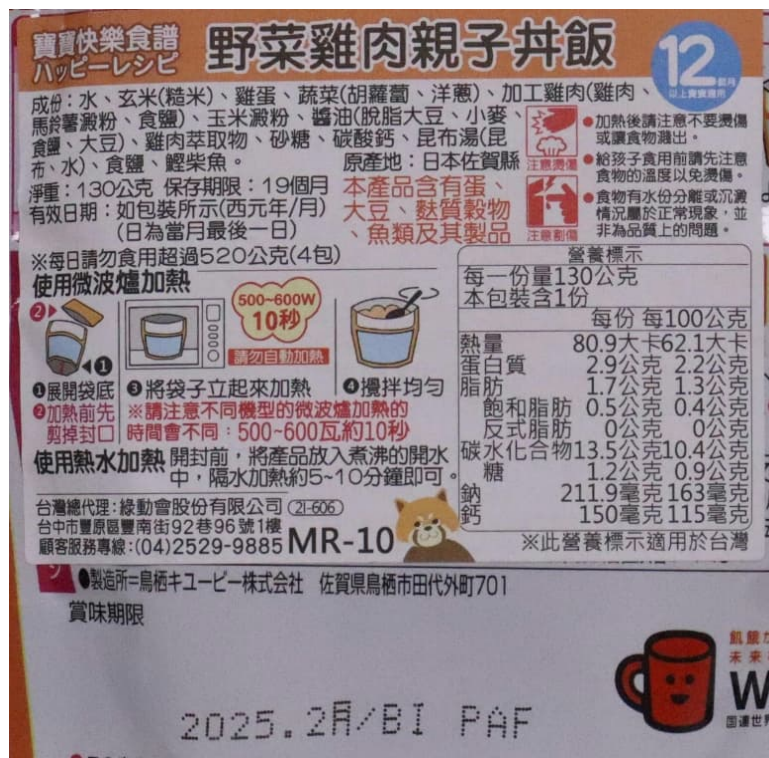 寶寶快樂食譜
ハッピーレシピ
野菜雞肉親子丼飯
12個月
以上寶寶適用
成份：水、玄米(糙米)、雞蛋、蔬菜(胡蘿蔔、洋蔥)、加工雞肉(雞肉、
馬鈴薯澱粉、食鹽)、玉米澱粉、醬油(脫脂大豆、小麥、
食鹽、大豆)、雞肉萃取物、砂糖、碳酸鈣、昆布湯(昆
布、水)、食鹽、鰹柴魚。
原產地：日本佐賀縣
淨重：130公克 保存期限：19個月
有效日期：如包裝所示(西元年/月)
(日為當月最後一日)
本產品含有蛋、
大豆、麩質穀物
、魚類及其製品
注意燙傷
注意割傷
●加熱後請注意不要燙傷
或讓食物濺出。
●給孩子食用前請先注意
食物的溫度以免燙傷。
●食物有水份分離或沉澱
情況屬於正常現象，並
非為品質上的問題。
※每日請勿食用超過520公克(4包)
使用微波爐加熱
❷
❶
500~600W
10秒
請勿自動加熱
❶展開袋底
❷加熱前先
剪掉封口
❸將袋子立起來加熱
❹攪拌均勻
※請注意不同機型的微波爐加熱的
時間會不同：500~600瓦約10秒
使用熱水加熱 開封前，將產品放入煮沸的開水
中，隔水加熱約5~10分鐘即可。
營養標示
每一份量130公克
本包裝含1份
每份 每100公克
熱量 80.9大卡 62.1大卡
蛋白質 2.9公克 2.2公克
脂肪 1.7公克 1.3公克
飽和脂肪 0.5公克 0.4公克
反式脂肪 0公克 0公克
碳水化合物 13.5公克 10.4公克
糖 1.2公克 0.9公克
鈉 211.9毫克 163毫克
鈣 150毫克 115毫克
※此營養標示適用於台灣
台灣總代理：綠動會股份有限公司 21-606
台中市豐原區豐南街92巷96號1樓
顧客服務專線：(04)2529-9885
MR-10
●製造所=鳥栖キユーピー株式会社 佐賀県鳥栖市田代外町701
賞味期限
2025.2月/BI PAF
飢餓
未来
W
国連世界